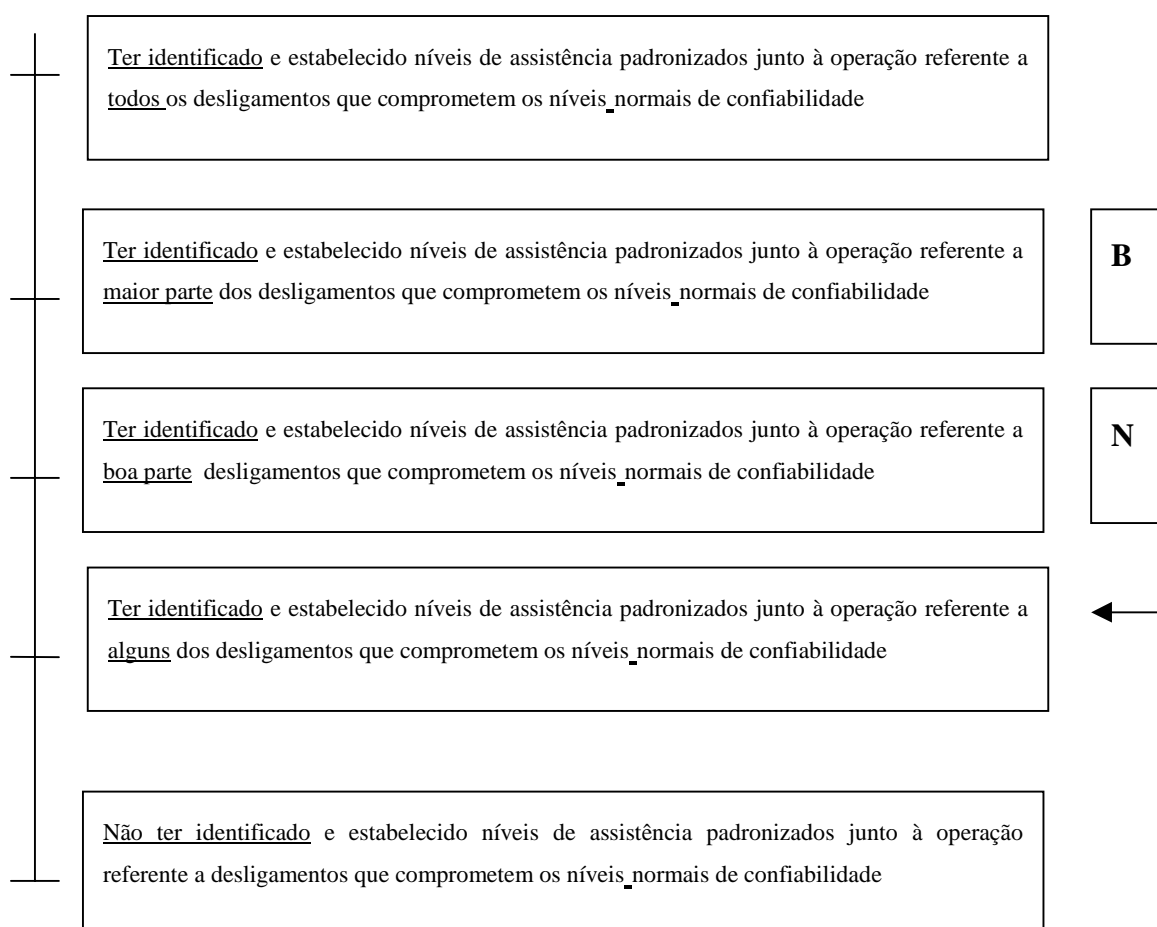 Ter identificado e estabelecido níveis de assistência padronizados junto à operação referente a
todos os desligamentos que comprometem os níveis normais de confiabilidade
Ter identificado e estabelecido níveis de assistência padronizados junto à operação referente a
maior parte dos desligamentos que comprometem os níveis normais de confiabilidade
B
Ter identificado e estabelecido níveis de assistência padronizados junto à operação referente a
boa parte desligamentos que comprometem os níveis normais de confiabilidade
N
Ter identificado e estabelecido níveis de assistência padronizados junto à operação referente a
alguns dos desligamentos que comprometem os níveis normais de confiabilidade
Não ter identificado e estabelecido níveis de assistência padronizados junto à operação
referente a desligamentos que comprometem os níveis normais de confiabilidade